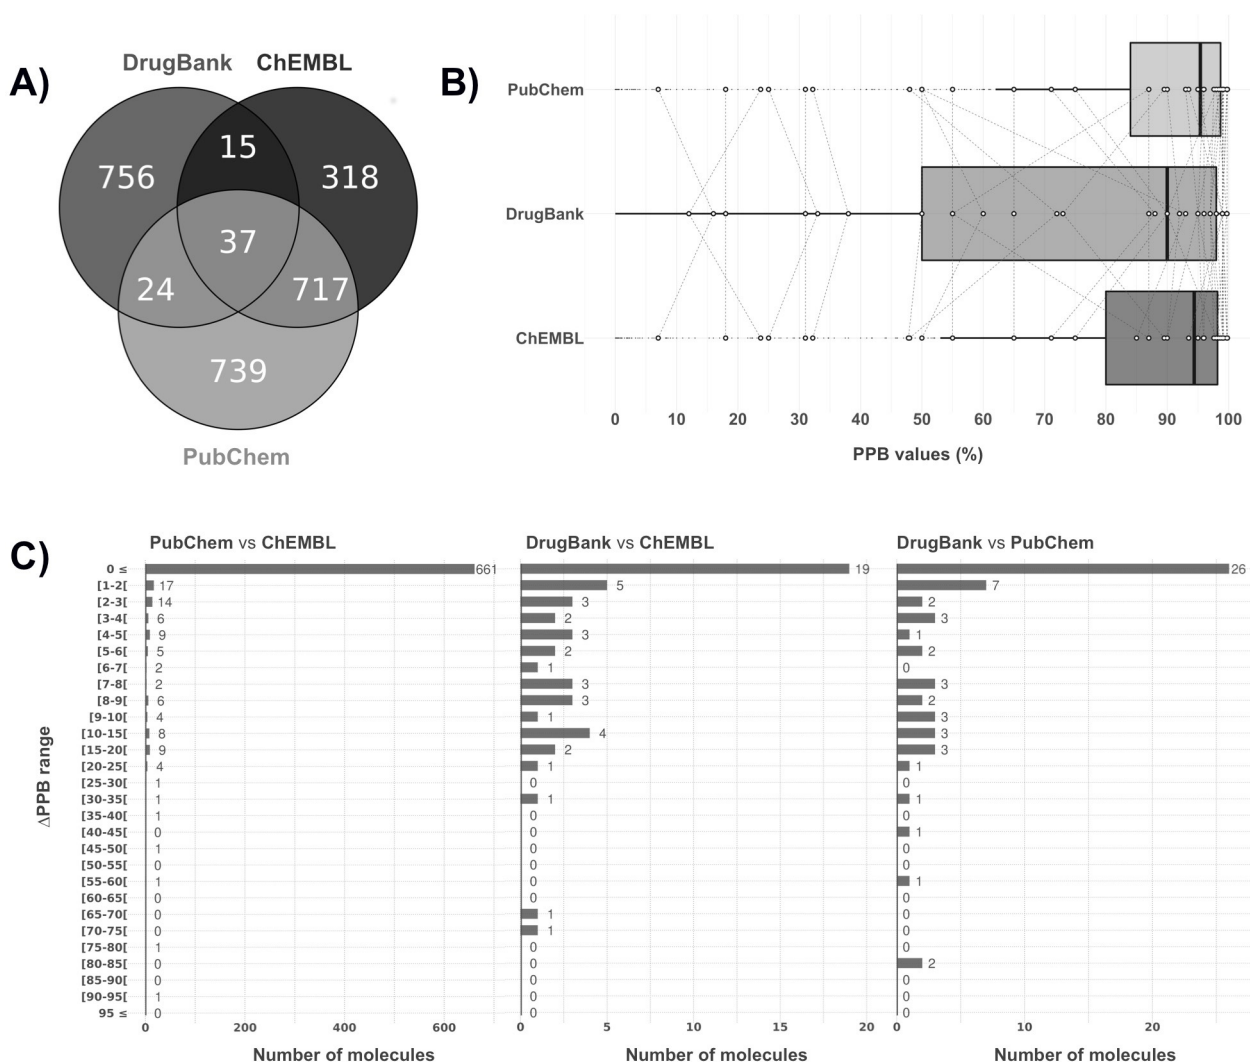 A)
DrugBank ChEMBL
15
756
318
37
24
717
739
PubChem
B)
PubChem
DrugBank
ChEMBL
0 10 20 30 40 50 60 70 80 90 100
PPB values (%)
C)
PubChem vs ChEMBL
DrugBank vs ChEMBL
DrugBank vs PubChem
ΔPPB range
0 ≤ 661 19 26
[1-2[ 17 5 7
[2-3[ 14 3 2
[3-4[ 6 2 3
[4-5[ 9 3 1
[5-6[ 5 2 2
[6-7[ 2 1 0
[7-8[ 2 3 3
[8-9[ 6 3 2
[9-10[ 4 1 3
[10-15[ 8 4 3
[15-20[ 9 2 3
[20-25[ 4 1 1
[25-30[ 1 0 0
[30-35[ 1 1 1
[35-40[ 1 0 0
[40-45[ 0 0 1
[45-50[ 1 0 0
[50-55[ 0 0 0
[55-60[ 1 0 1
[60-65[ 0 0 0
[65-70[ 0 1 0
[70-75[ 0 1 0
[75-80[ 1 0 0
[80-85[ 0 0 2
[85-90[ 0 0 0
[90-95[ 1 0 0
95 ≤ 0 0 0
0 200 400 600
0 5 10 15 20
0 10 20
Number of molecules
Number of molecules
Number of molecules